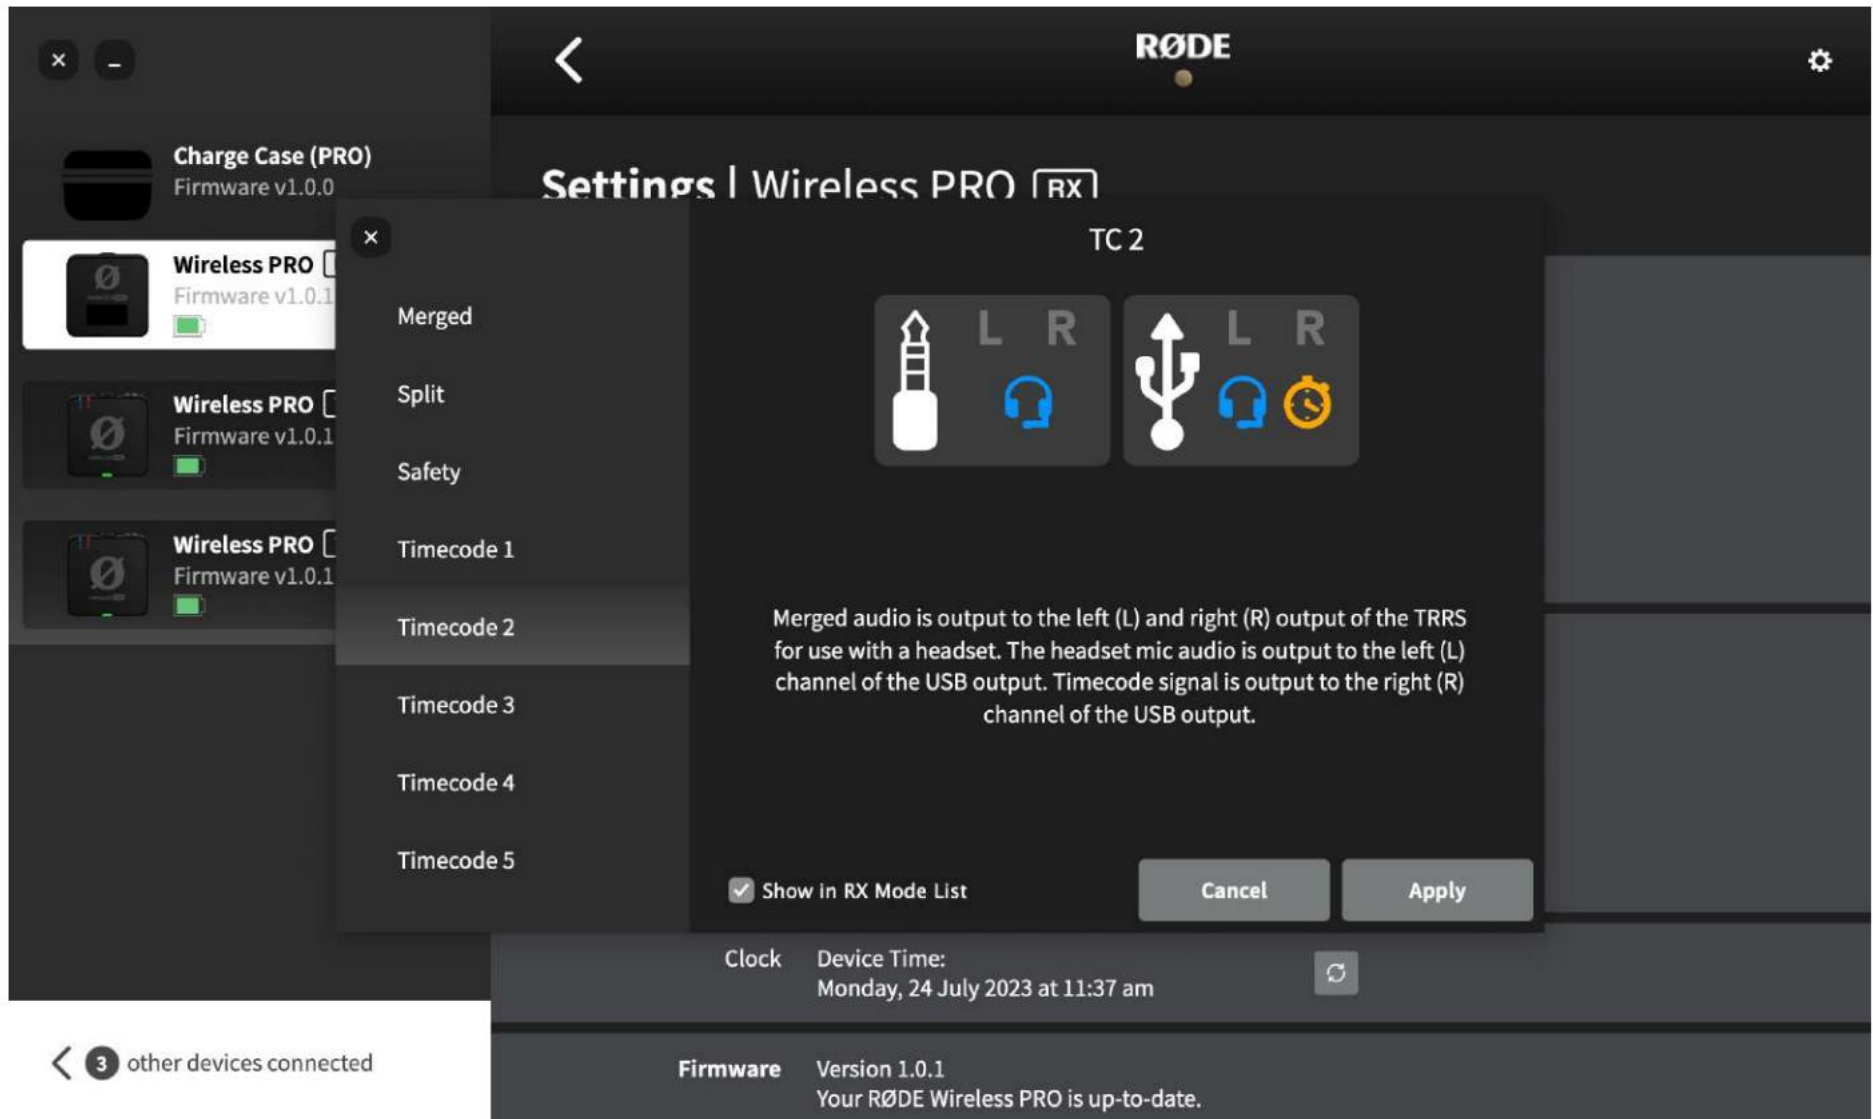 RØDE
Charge Case (PRO)
Firmware v1.0.0
Wireless PRO
Firmware v1.0.1
Wireless PRO
Firmware v1.0.1
Wireless PRO
Firmware v1.0.1
3 other devices connected
Settings | Wireless PRO RX
Merged
Split
Safety
Timecode 1
Timecode 2
Timecode 3
Timecode 4
Timecode 5
TC 2
L R
L R
Merged audio is output to the left (L) and right (R) output of the TRRS
for use with a headset. The headset mic audio is output to the left (L)
channel of the USB output. Timecode signal is output to the right (R)
channel of the USB output.
Show in RX Mode List
Cancel
Apply
Clock
Device Time:
Monday, 24 July 2023 at 11:37 am
Firmware
Version 1.0.1
Your RØDE Wireless PRO is up-to-date.